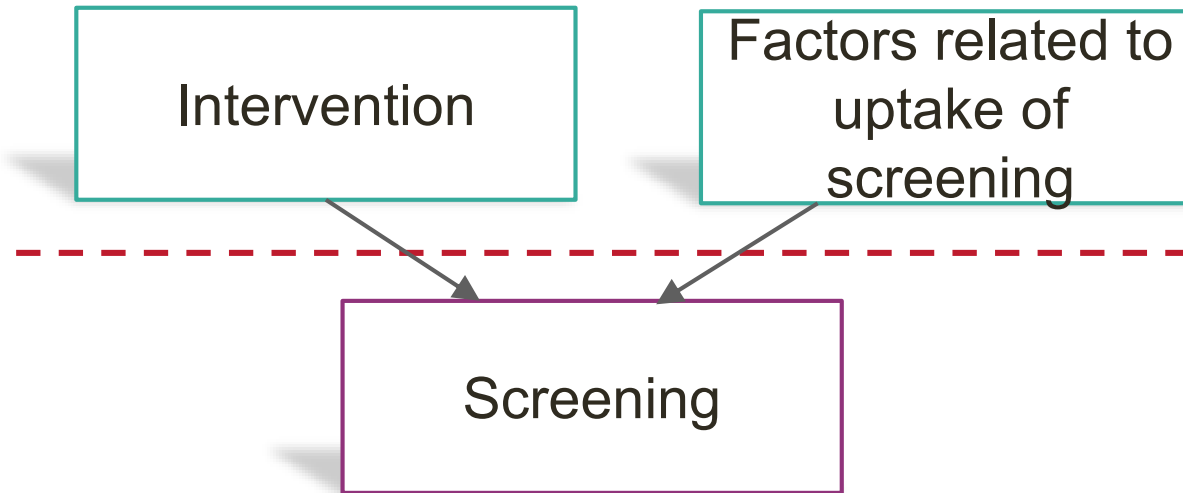 Intervention
Factors related to
uptake of
screening
Screening